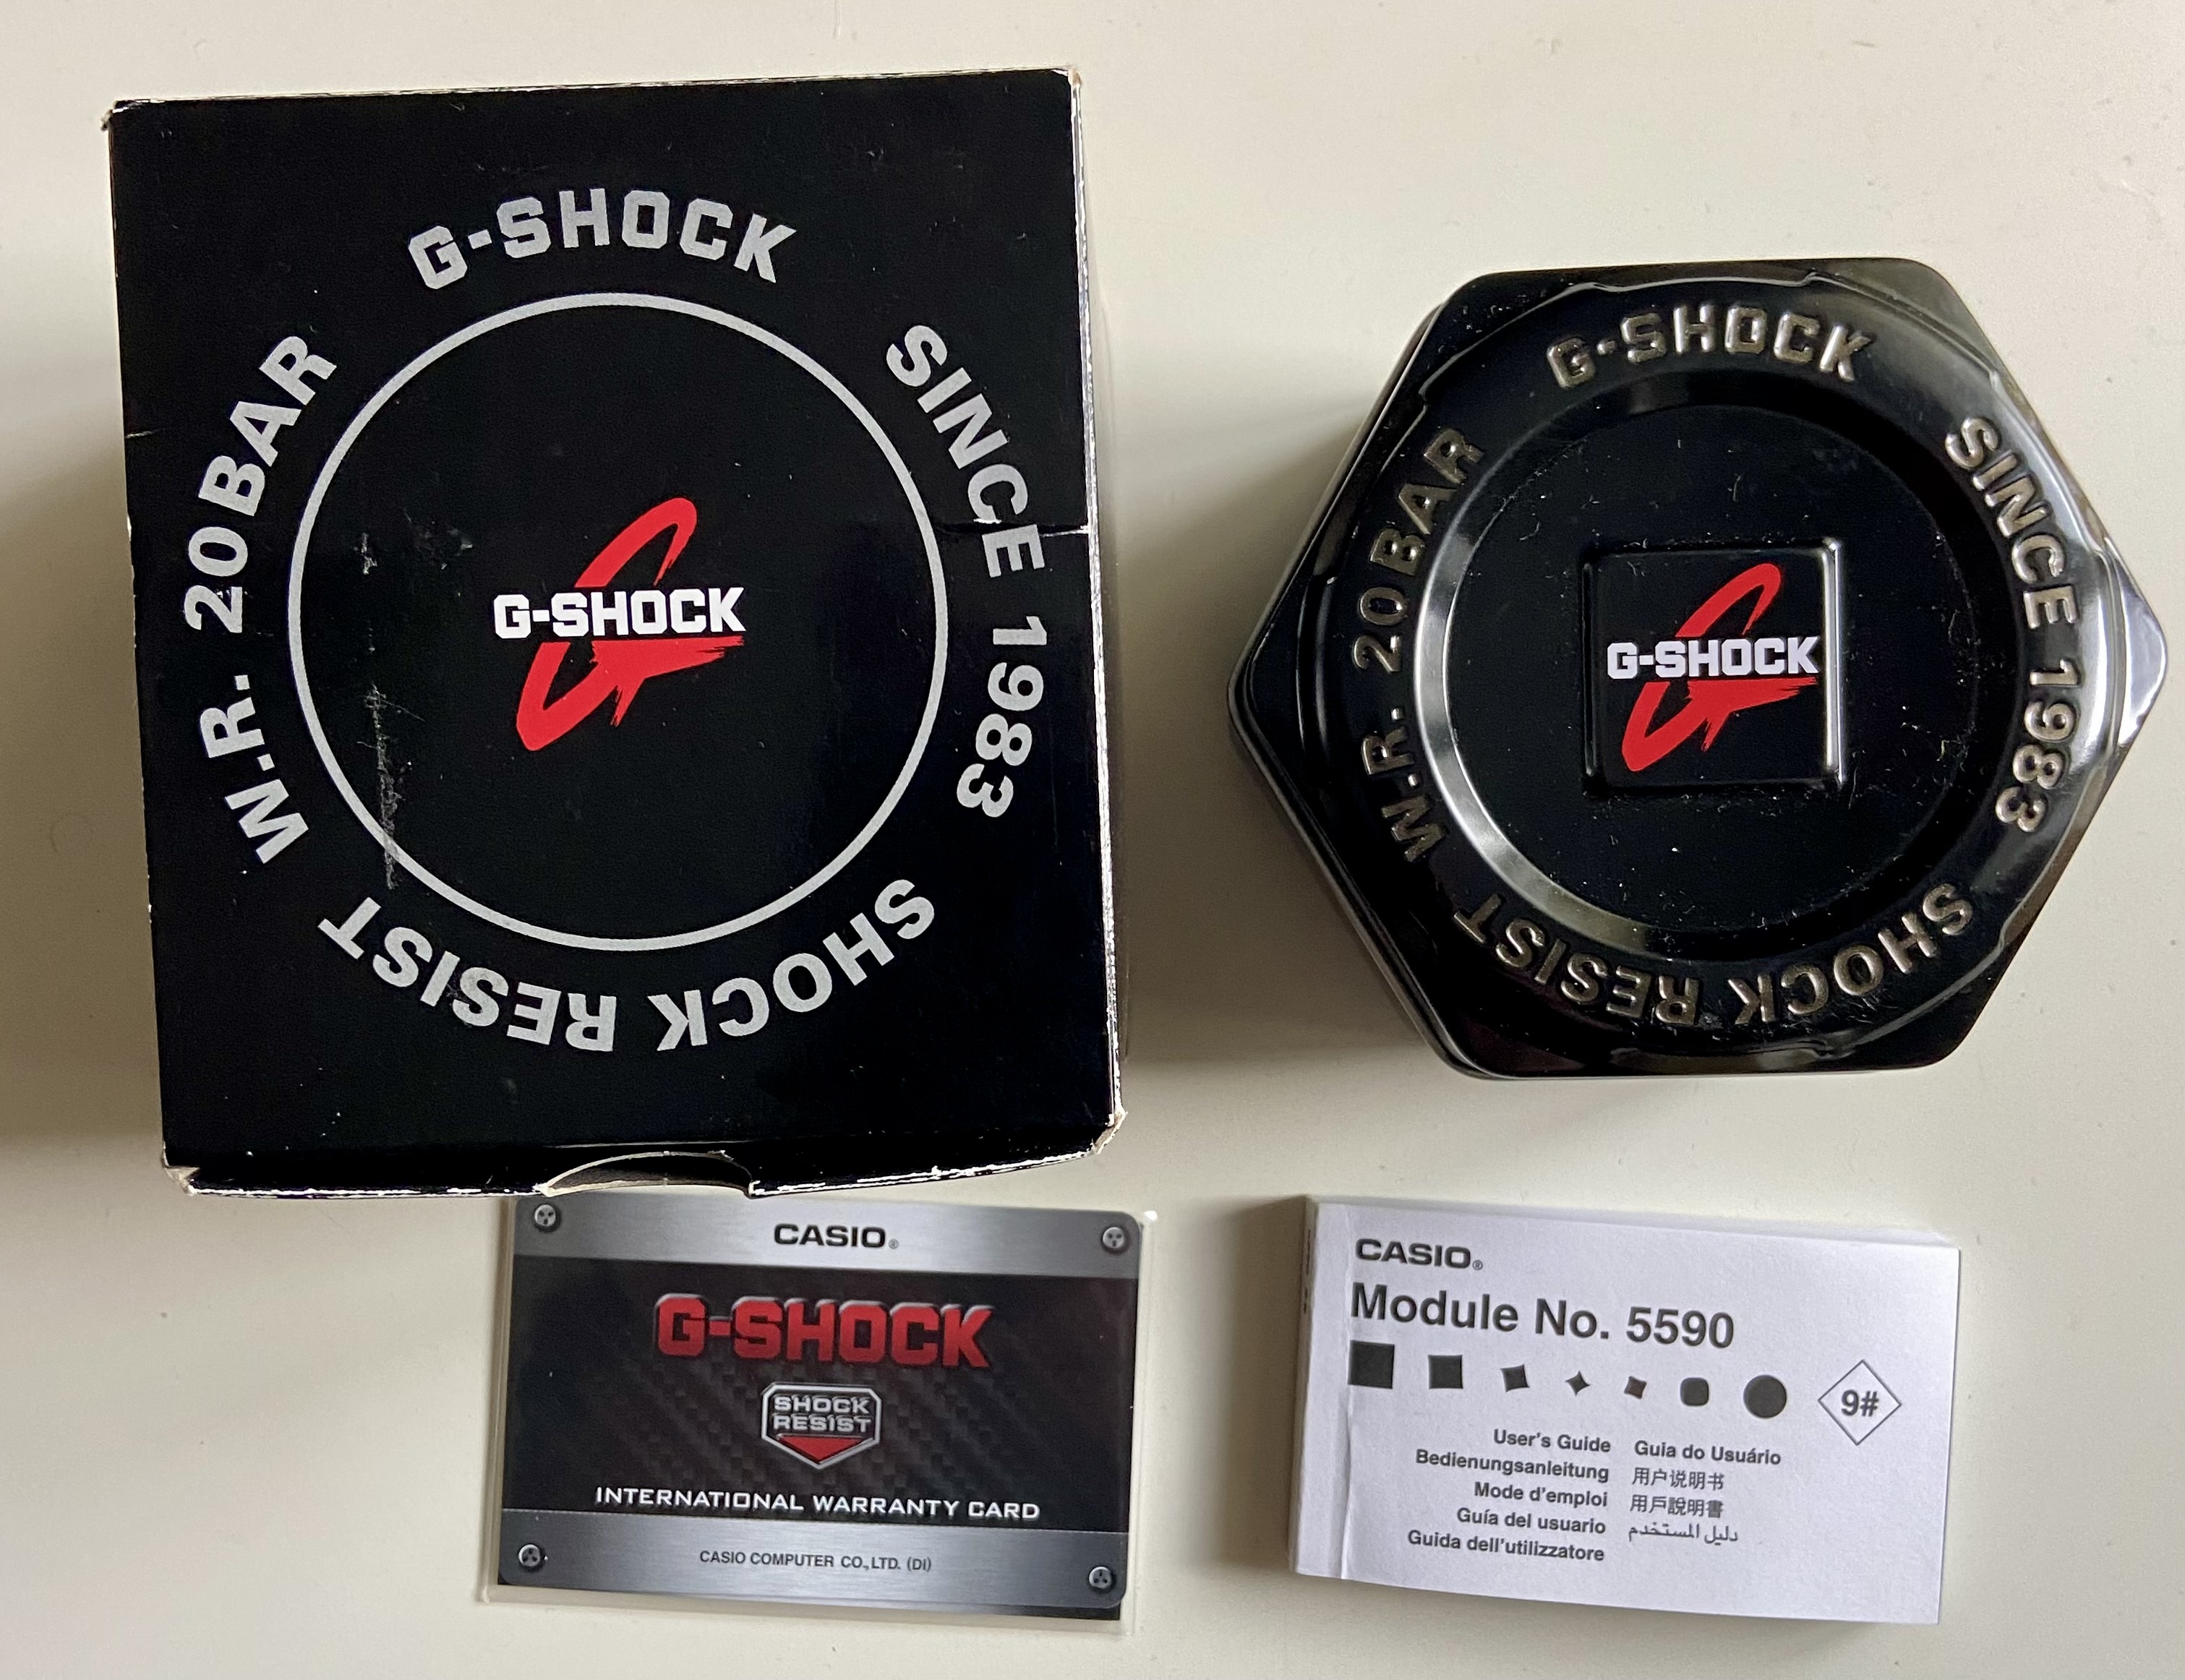 G-SHOCK
SINCE 1983
SHOCK RESIST
W.R. 20BAR
G-SHOCK
G-SHOCK
SINCE 1983
SHOCK RESIST
W.R. 20BAR
G-SHOCK
CASIO®
G-SHOCK
SHOCK
RESIST
INTERNATIONAL WARRANTY CARD
CASIO COMPUTER CO.,LTD. (DI)
CASIO®
Module No. 5590
9#
User's Guide
Bedienungsanleitung
Mode d'emploi
Guía del usuario
Guida dell'utilizzatore
Guia do Usuário
用户说明书
用戶說明書
دليل المستخدم